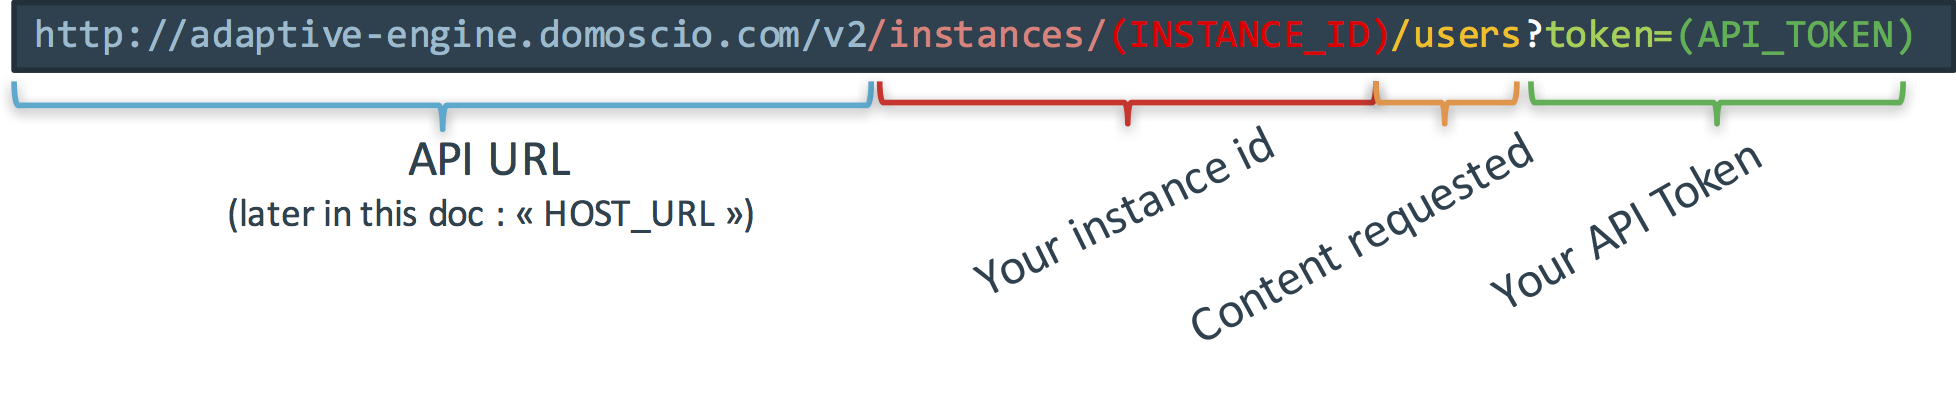 http://adaptive-engine.domoscio.com/v2/instances/(INSTANCE_ID)/users?token=(API_TOKEN)
API URL
(later in this doc : « HOST_URL »)
Your instance id
Content requested
Your API Token